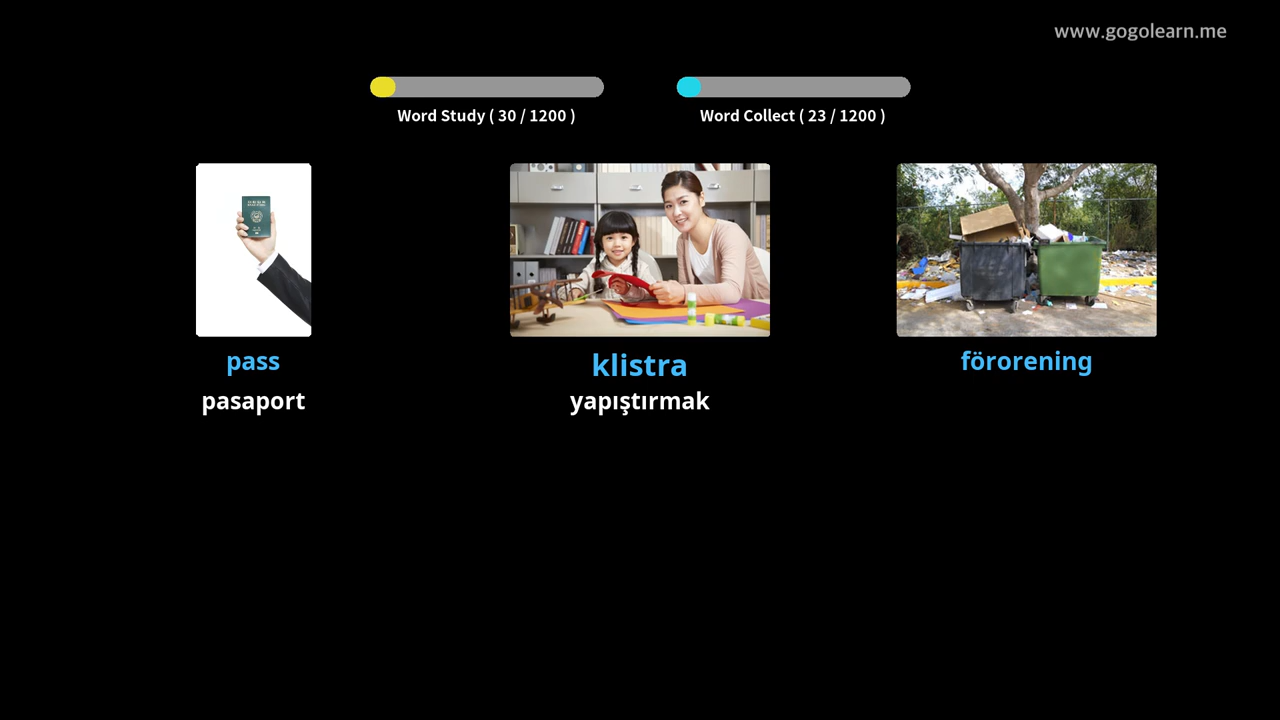 www.gogolearn.me
Word Study ( 30 / 1200 )
Word Collect ( 23 / 1200 )
pass
klistra
förorening
pasaport
yapıştırmak